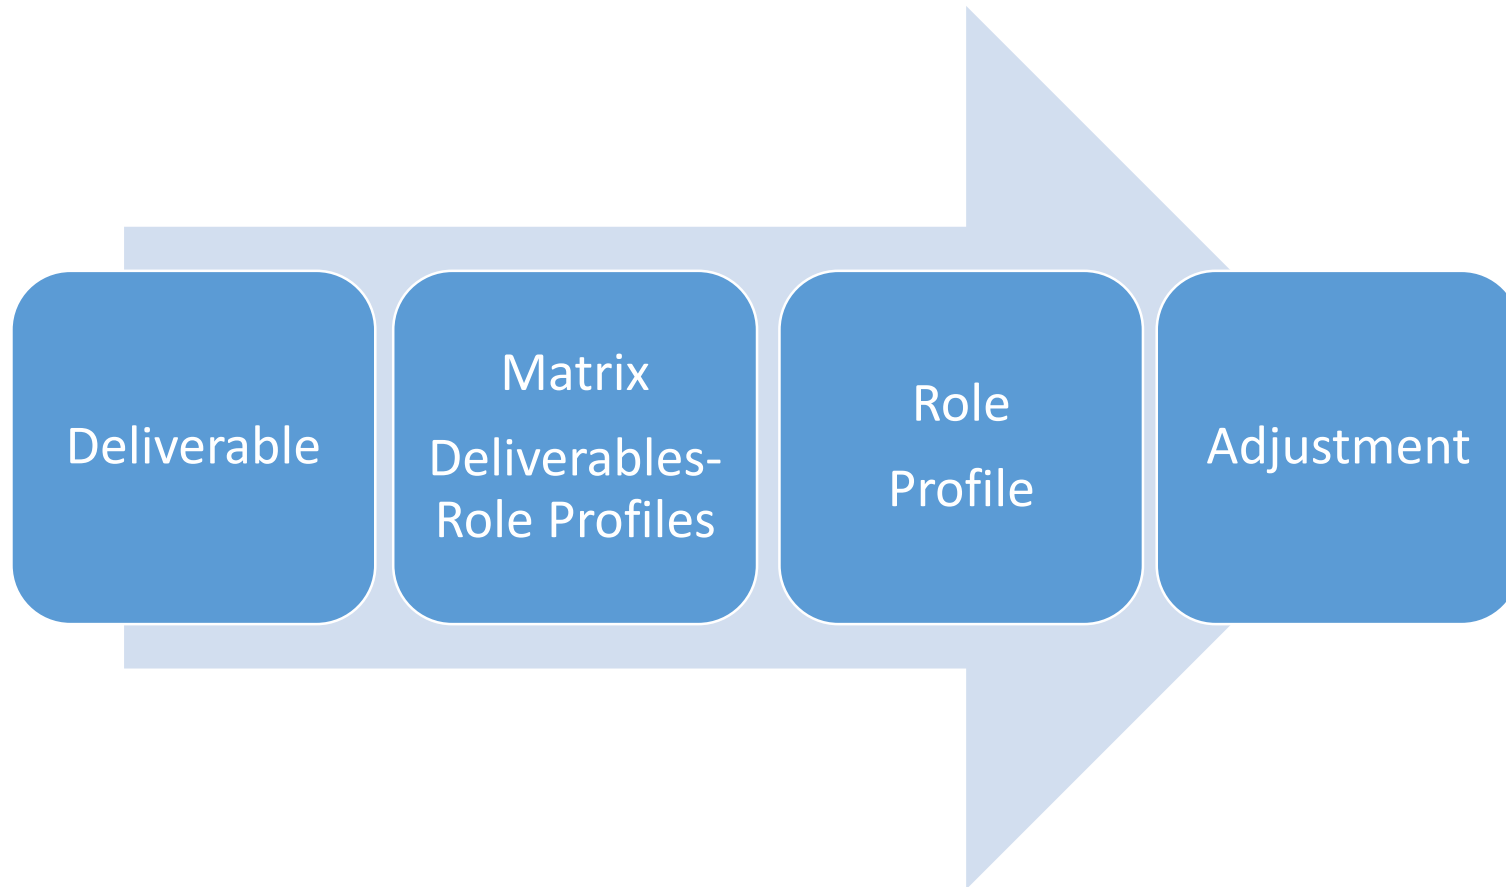 Deliverable
Matrix
Deliverables-
Role Profiles
Role
Profile
Adjustment